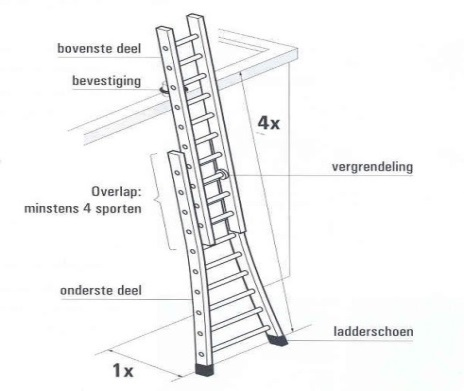 bovenste deel
bevestiging
4x
vergrendeling
Overlap:
minstens 4 sporten
onderste deel
ladderschoen
1x